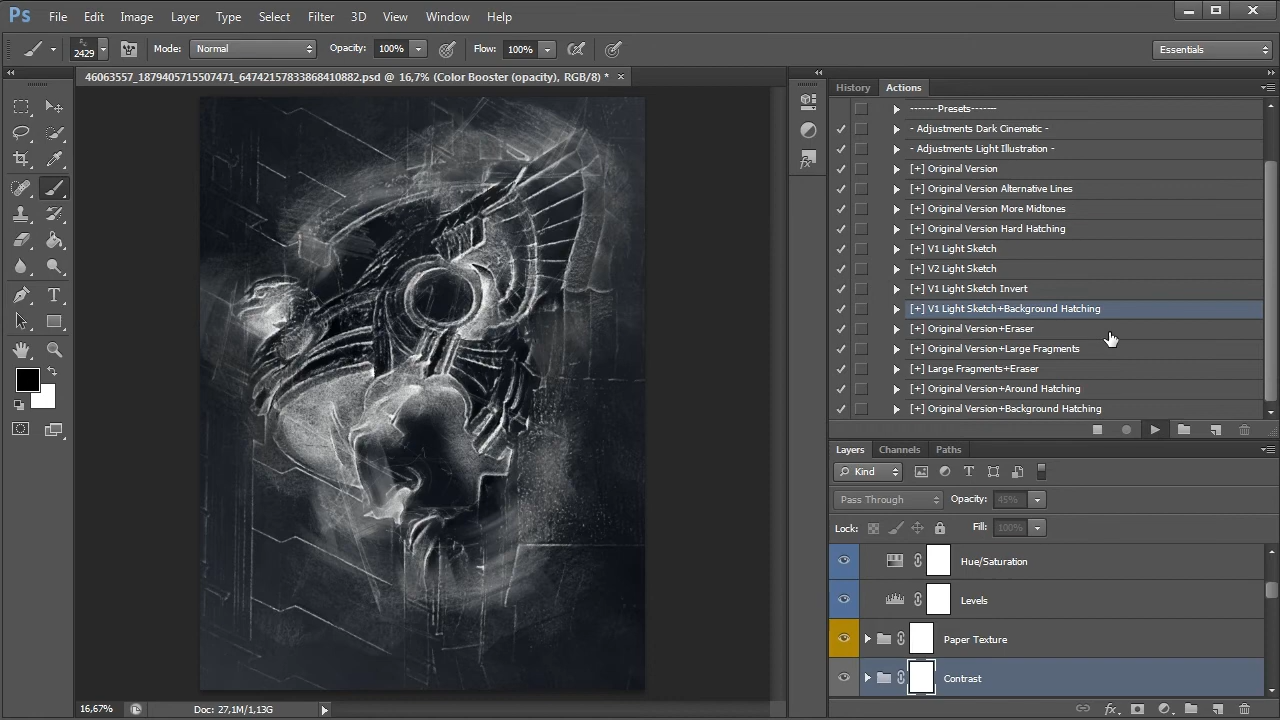 Ps File Edit Image Layer Type Select Filter 3D View Window Help
2429 Mode: Normal Opacity: 100% Flow: 100% Essentials
46063557_1879405715507471_6474215783386841​0882.psd @ 16,7% (Color Booster (opacity), RGB/8) * ×
History Actions
-------Presets-------
- Adjustments Dark Cinematic -
- Adjustments Light Illustration -
[+] Original Version
[+] Original Version Alternative Lines
[+] Original Version More Midtones
[+] Original Version Hard Hatching
[+] V1 Light Sketch
[+] V2 Light Sketch
[+] V1 Light Sketch Invert
[+] V1 Light Sketch+Background Hatching
[+] Original Version+Eraser
[+] Original Version+Large Fragments
[+] Large Fragments+Eraser
[+] Original Version+Around Hatching
[+] Original Version+Background Hatching
Layers Channels Paths
Kind
Pass Through Opacity: 45%
Lock: Fill: 100%
Hue/Saturation
Levels
Paper Texture
Contrast
16,67% Doc: 27,1M/1,13G